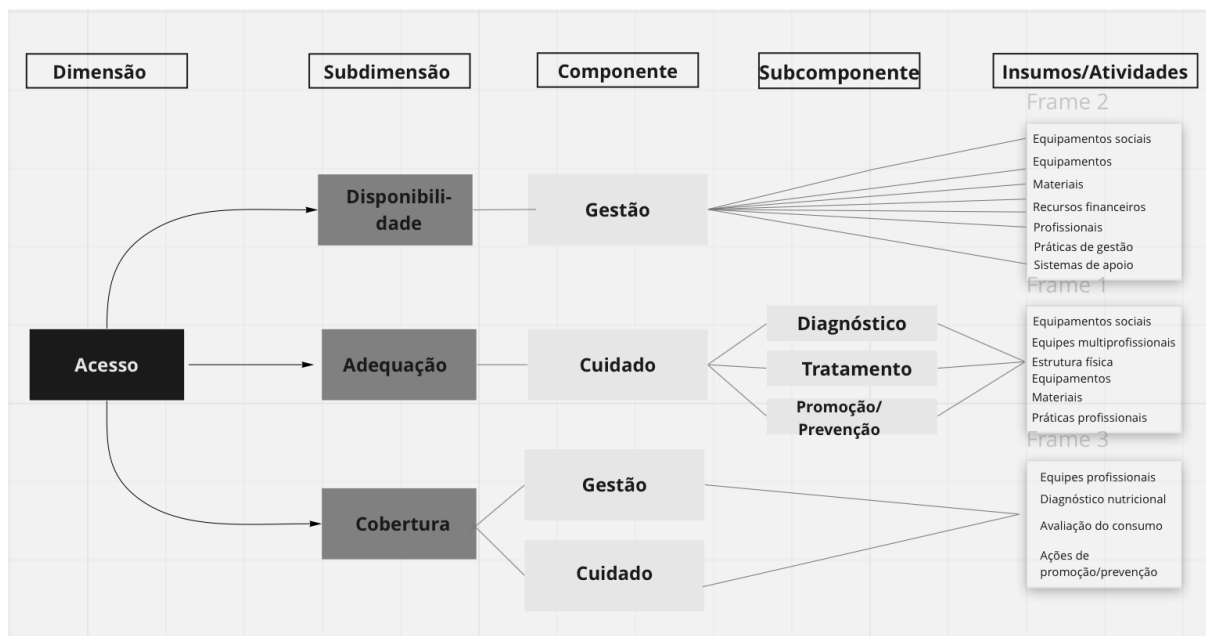 Dimensão
Subdimensão
Componente
Subcomponente
Insumos/Atividades
Frame 2
Disponibili-
dade
Gestão
Equipamentos sociais
Equipamentos
Materiais
Recursos financeiros
Profissionais
Práticas de gestão
Sistemas de apoio
Frame 1
Acesso
Adequação
Cuidado
Diagnóstico
Tratamento
Promoção/
Prevenção
Equipamentos sociais
Equipes multiprofissionais
Estrutura física
Equipamentos
Materiais
Práticas profissionais
Frame 3
Cobertura
Gestão
Cuidado
Equipes profissionais
Diagnóstico nutricional
Avaliação do consumo
Ações de
promoção/prevenção